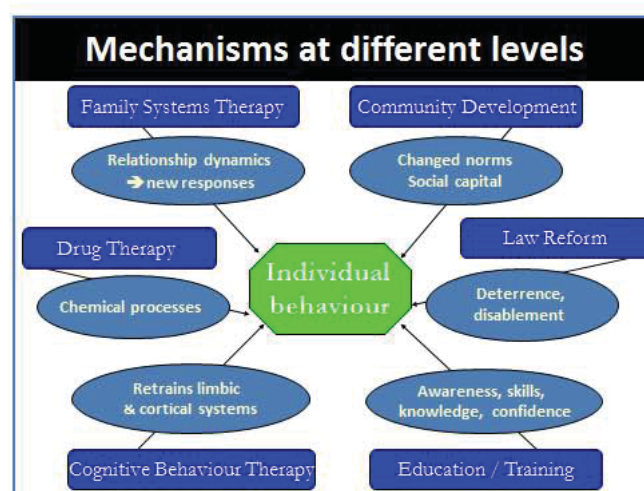 Mechanisms at different levels
Family Systems Therapy
Community Development
Relationship dynamics
➔ new responses
Changed norms
Social capital
Drug Therapy
Law Reform
Individual
behaviour
Chemical processes
Deterrence,
disablement
Retrains limbic
& cortical systems
Awareness, skills,
knowledge, confidence
Cognitive Behaviour Therapy
Education / Training